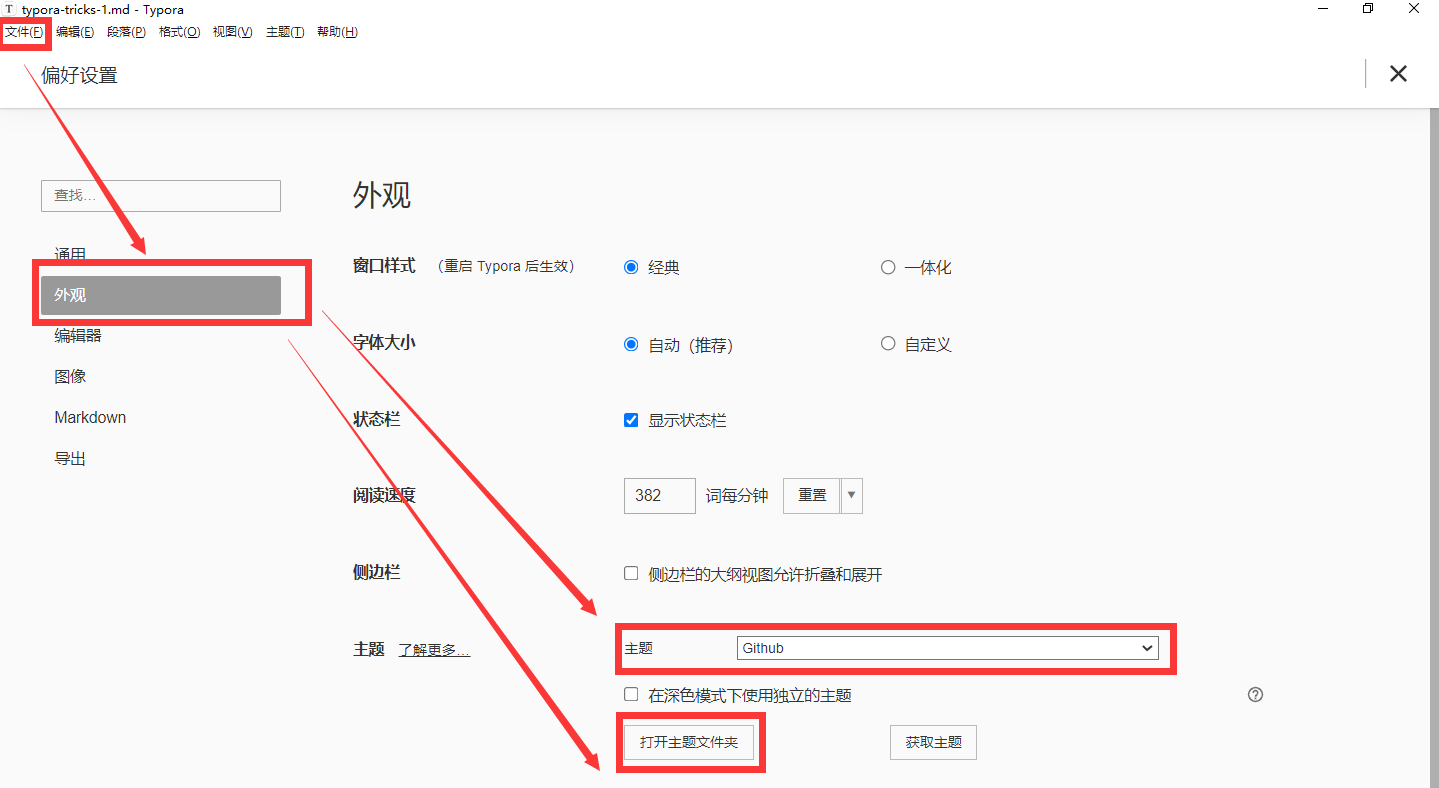 T typora-tricks-1.md - Typora
文件(F) 编辑(E) 段落(P) 格式(O) 视图(V) 主题(T) 帮助(H)
偏好设置
查找...
通用
外观
编辑器
图像
Markdown
导出
外观
窗口样式 （重启 Typora 后生效） 经典 一体化
字体大小 自动（推荐） 自定义
状态栏 显示状态栏
阅读速度 382 词每分钟 重置
侧边栏 侧边栏的大纲视图允许折叠和展开
主题 了解更多... 主题 Github
在深色模式下使用独立的主题 ?
打开主题文件夹 获取主题